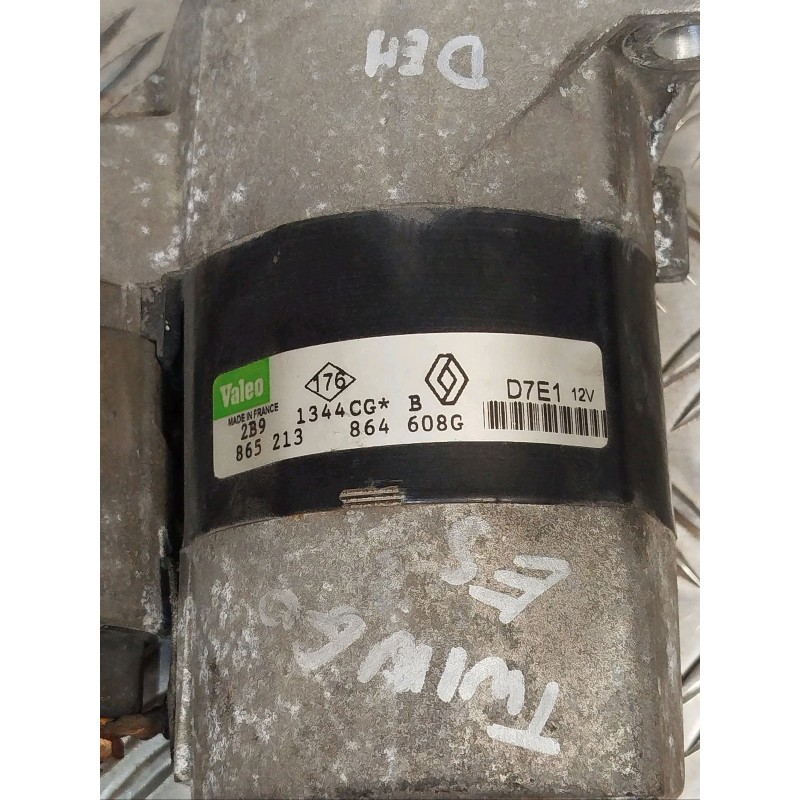 DEM
Valeo 176 D7E1 12V
MADE IN FRANCE
2B9 1344CG* B
865 213 864 608G
ES
TWINGO